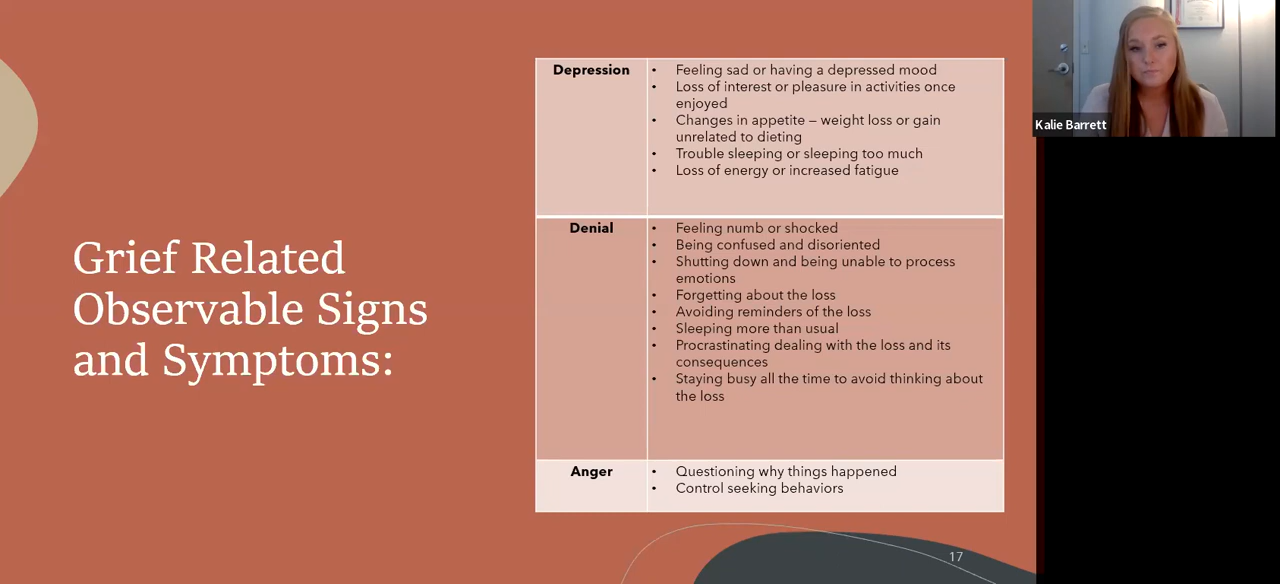 Grief Related
Observable Signs
and Symptoms:
Depression
• Feeling sad or having a depressed mood
• Loss of interest or pleasure in activities once
enjoyed
• Changes in appetite – weight loss or gain
unrelated to dieting
• Trouble sleeping or sleeping too much
• Loss of energy or increased fatigue
Denial
• Feeling numb or shocked
• Being confused and disoriented
• Shutting down and being unable to process
emotions
• Forgetting about the loss
• Avoiding reminders of the loss
• Sleeping more than usual
• Procrastinating dealing with the loss and its
consequences
• Staying busy all the time to avoid thinking about
the loss
Anger
• Questioning why things happened
• Control seeking behaviors
17
Kalie Barrett